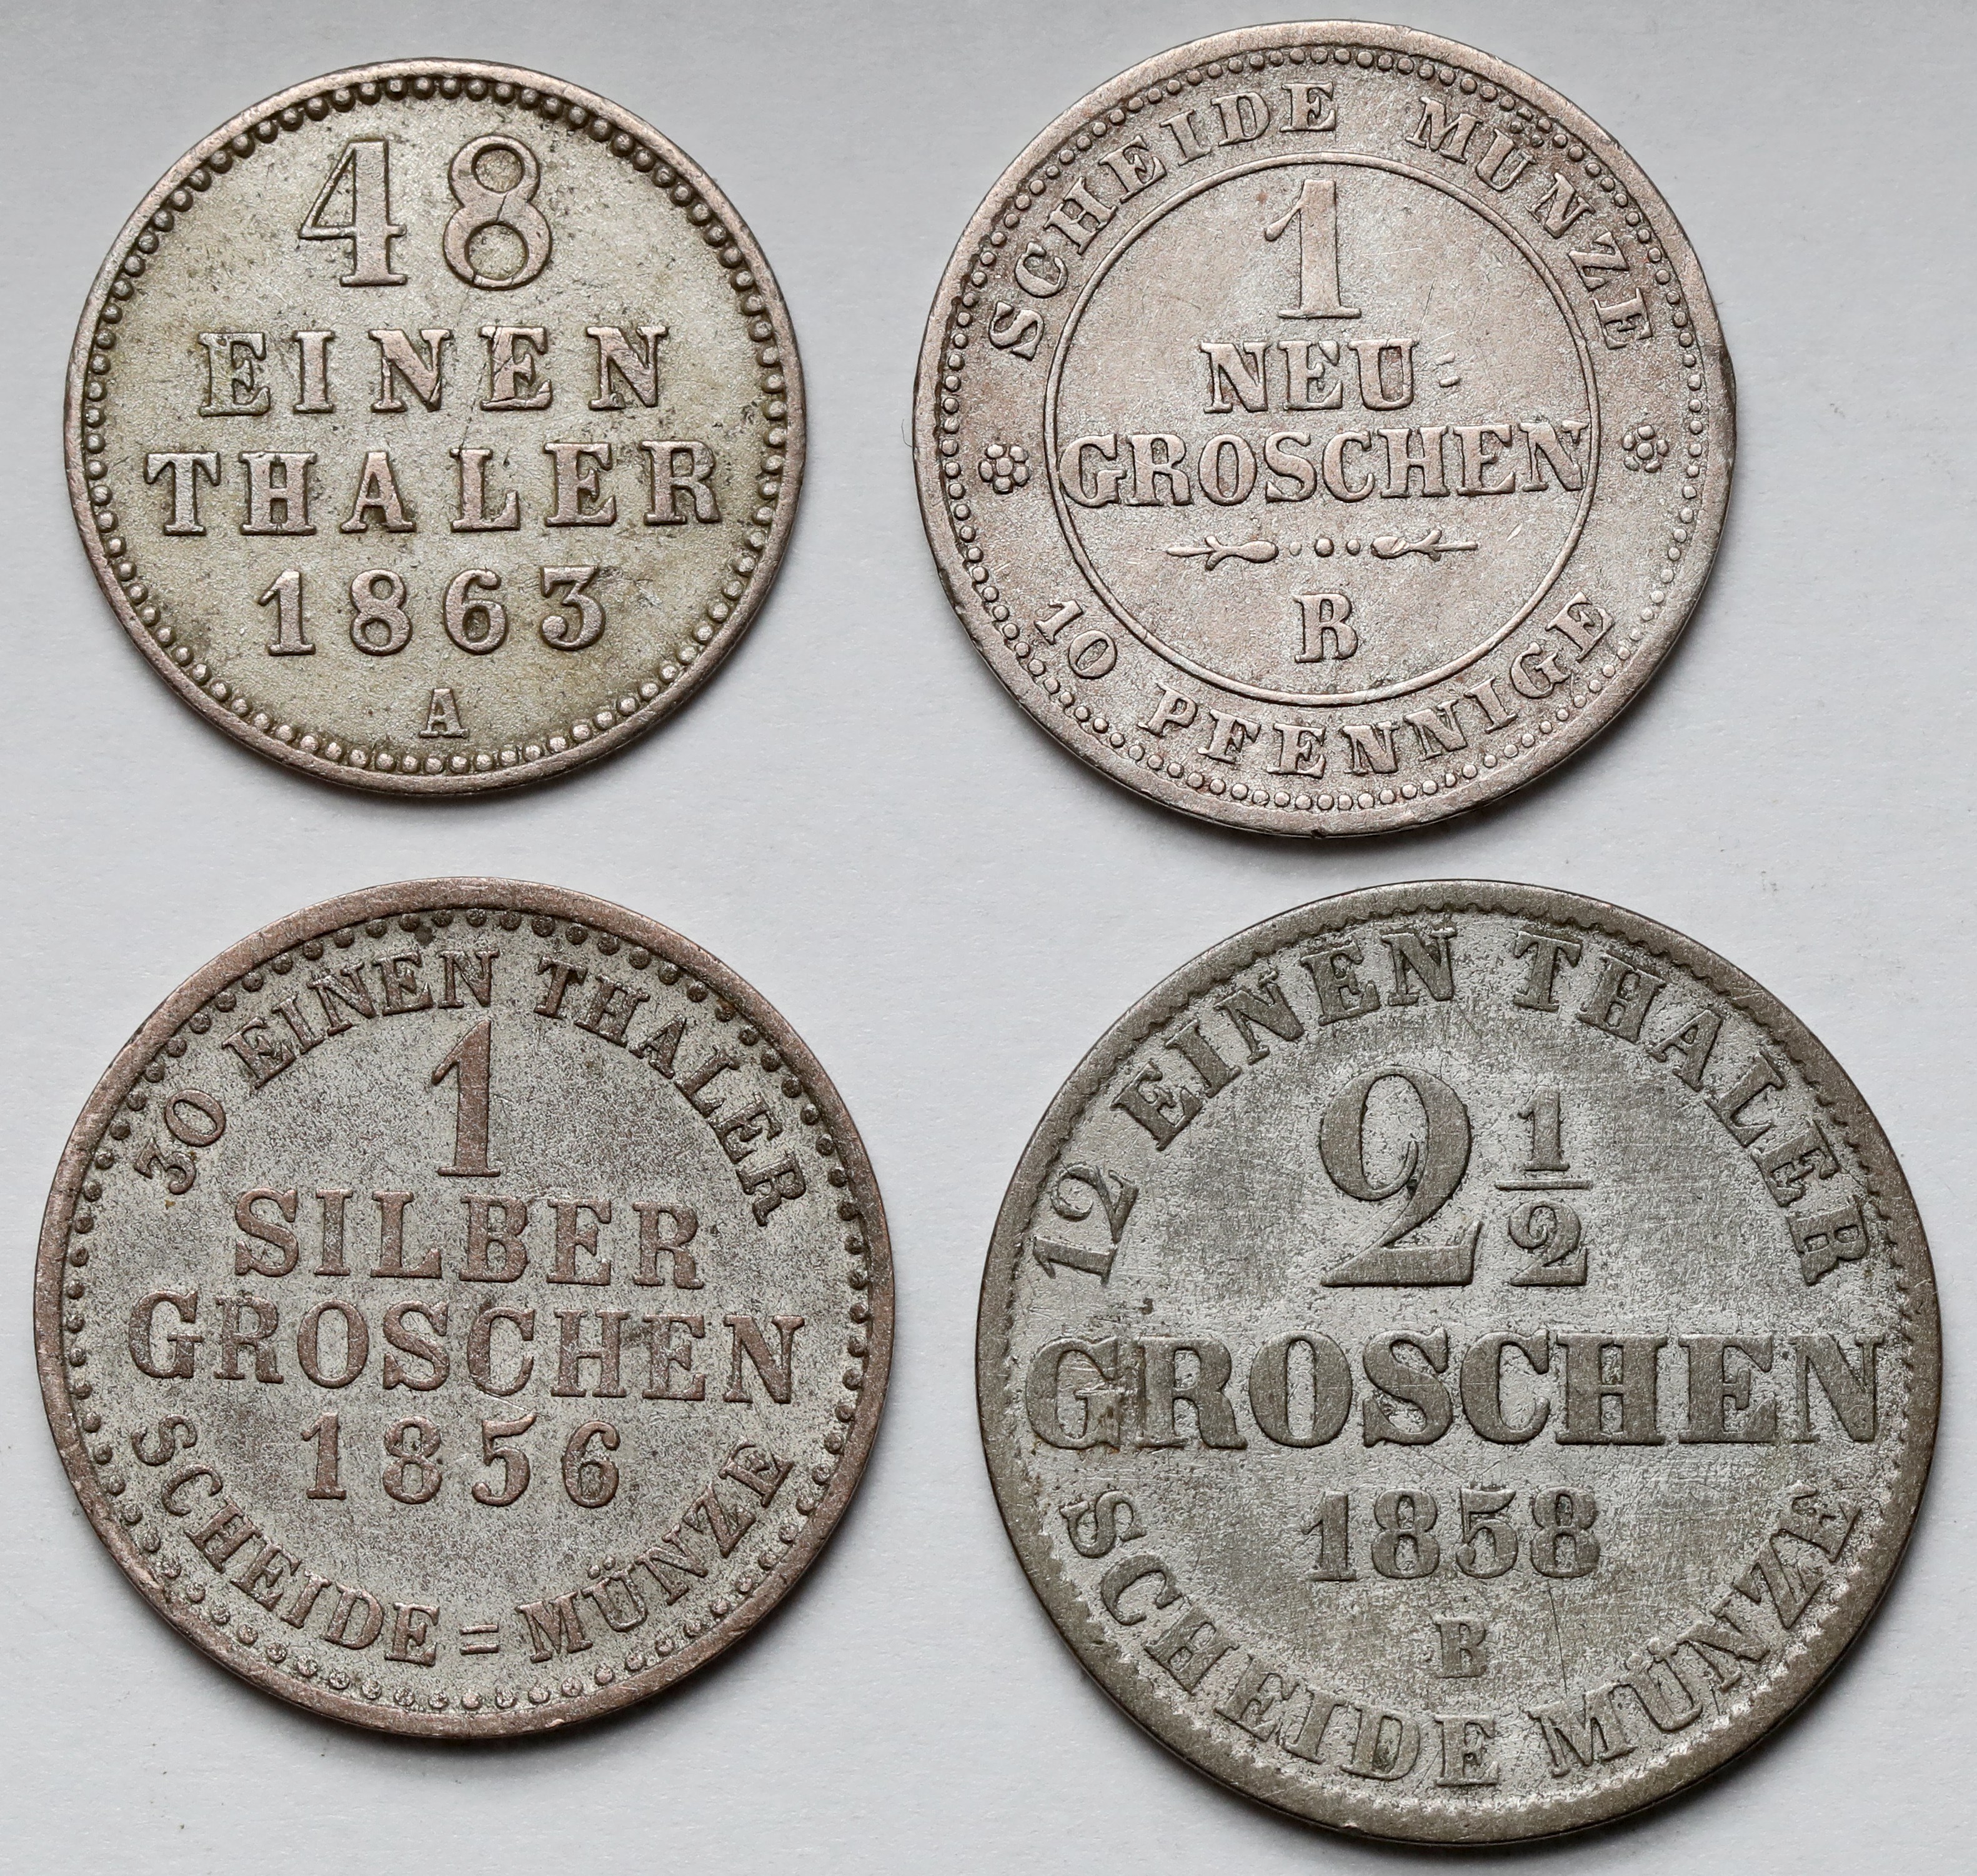 48
EINEN
THALER
1863
A
SCHEIDE MÜNZE
1
NEU=
GROSCHEN
B
10 PFENNIGE
30 EINEN THALER
1
SILBER
GROSCHEN
1856
SCHEIDE=MÜNZE
12 EINEN THALER
2 1/2
GROSCHEN
1858
B
SCHEIDE MÜNZE